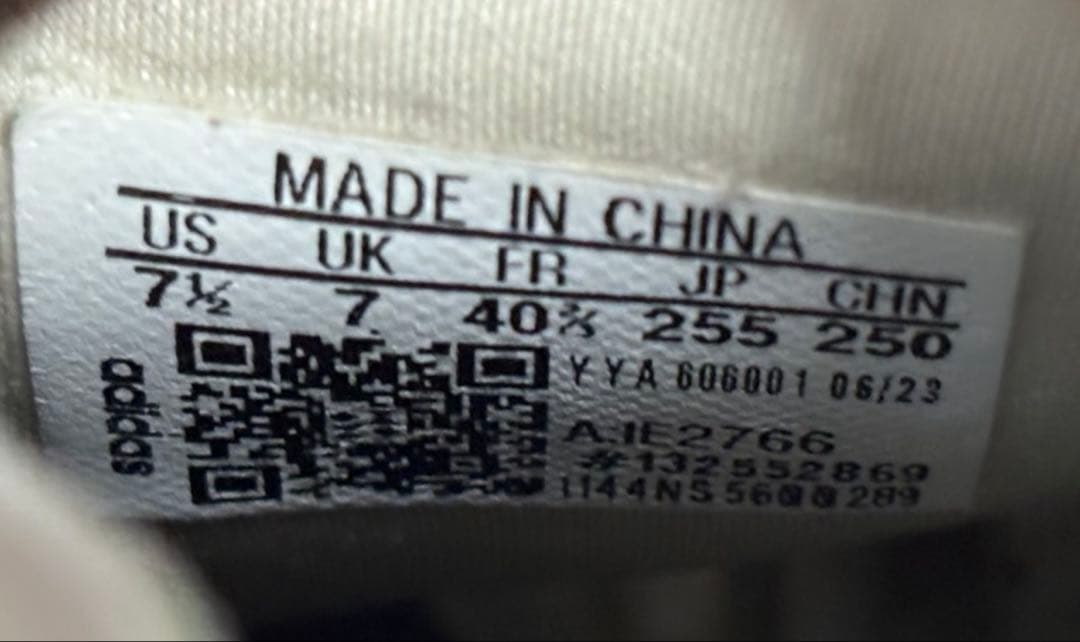 MADE IN CHINA
US UK FR JP CHN
7½ 7 40⅔ 255 250
YYA 606001 06/23
#132552869
adidas